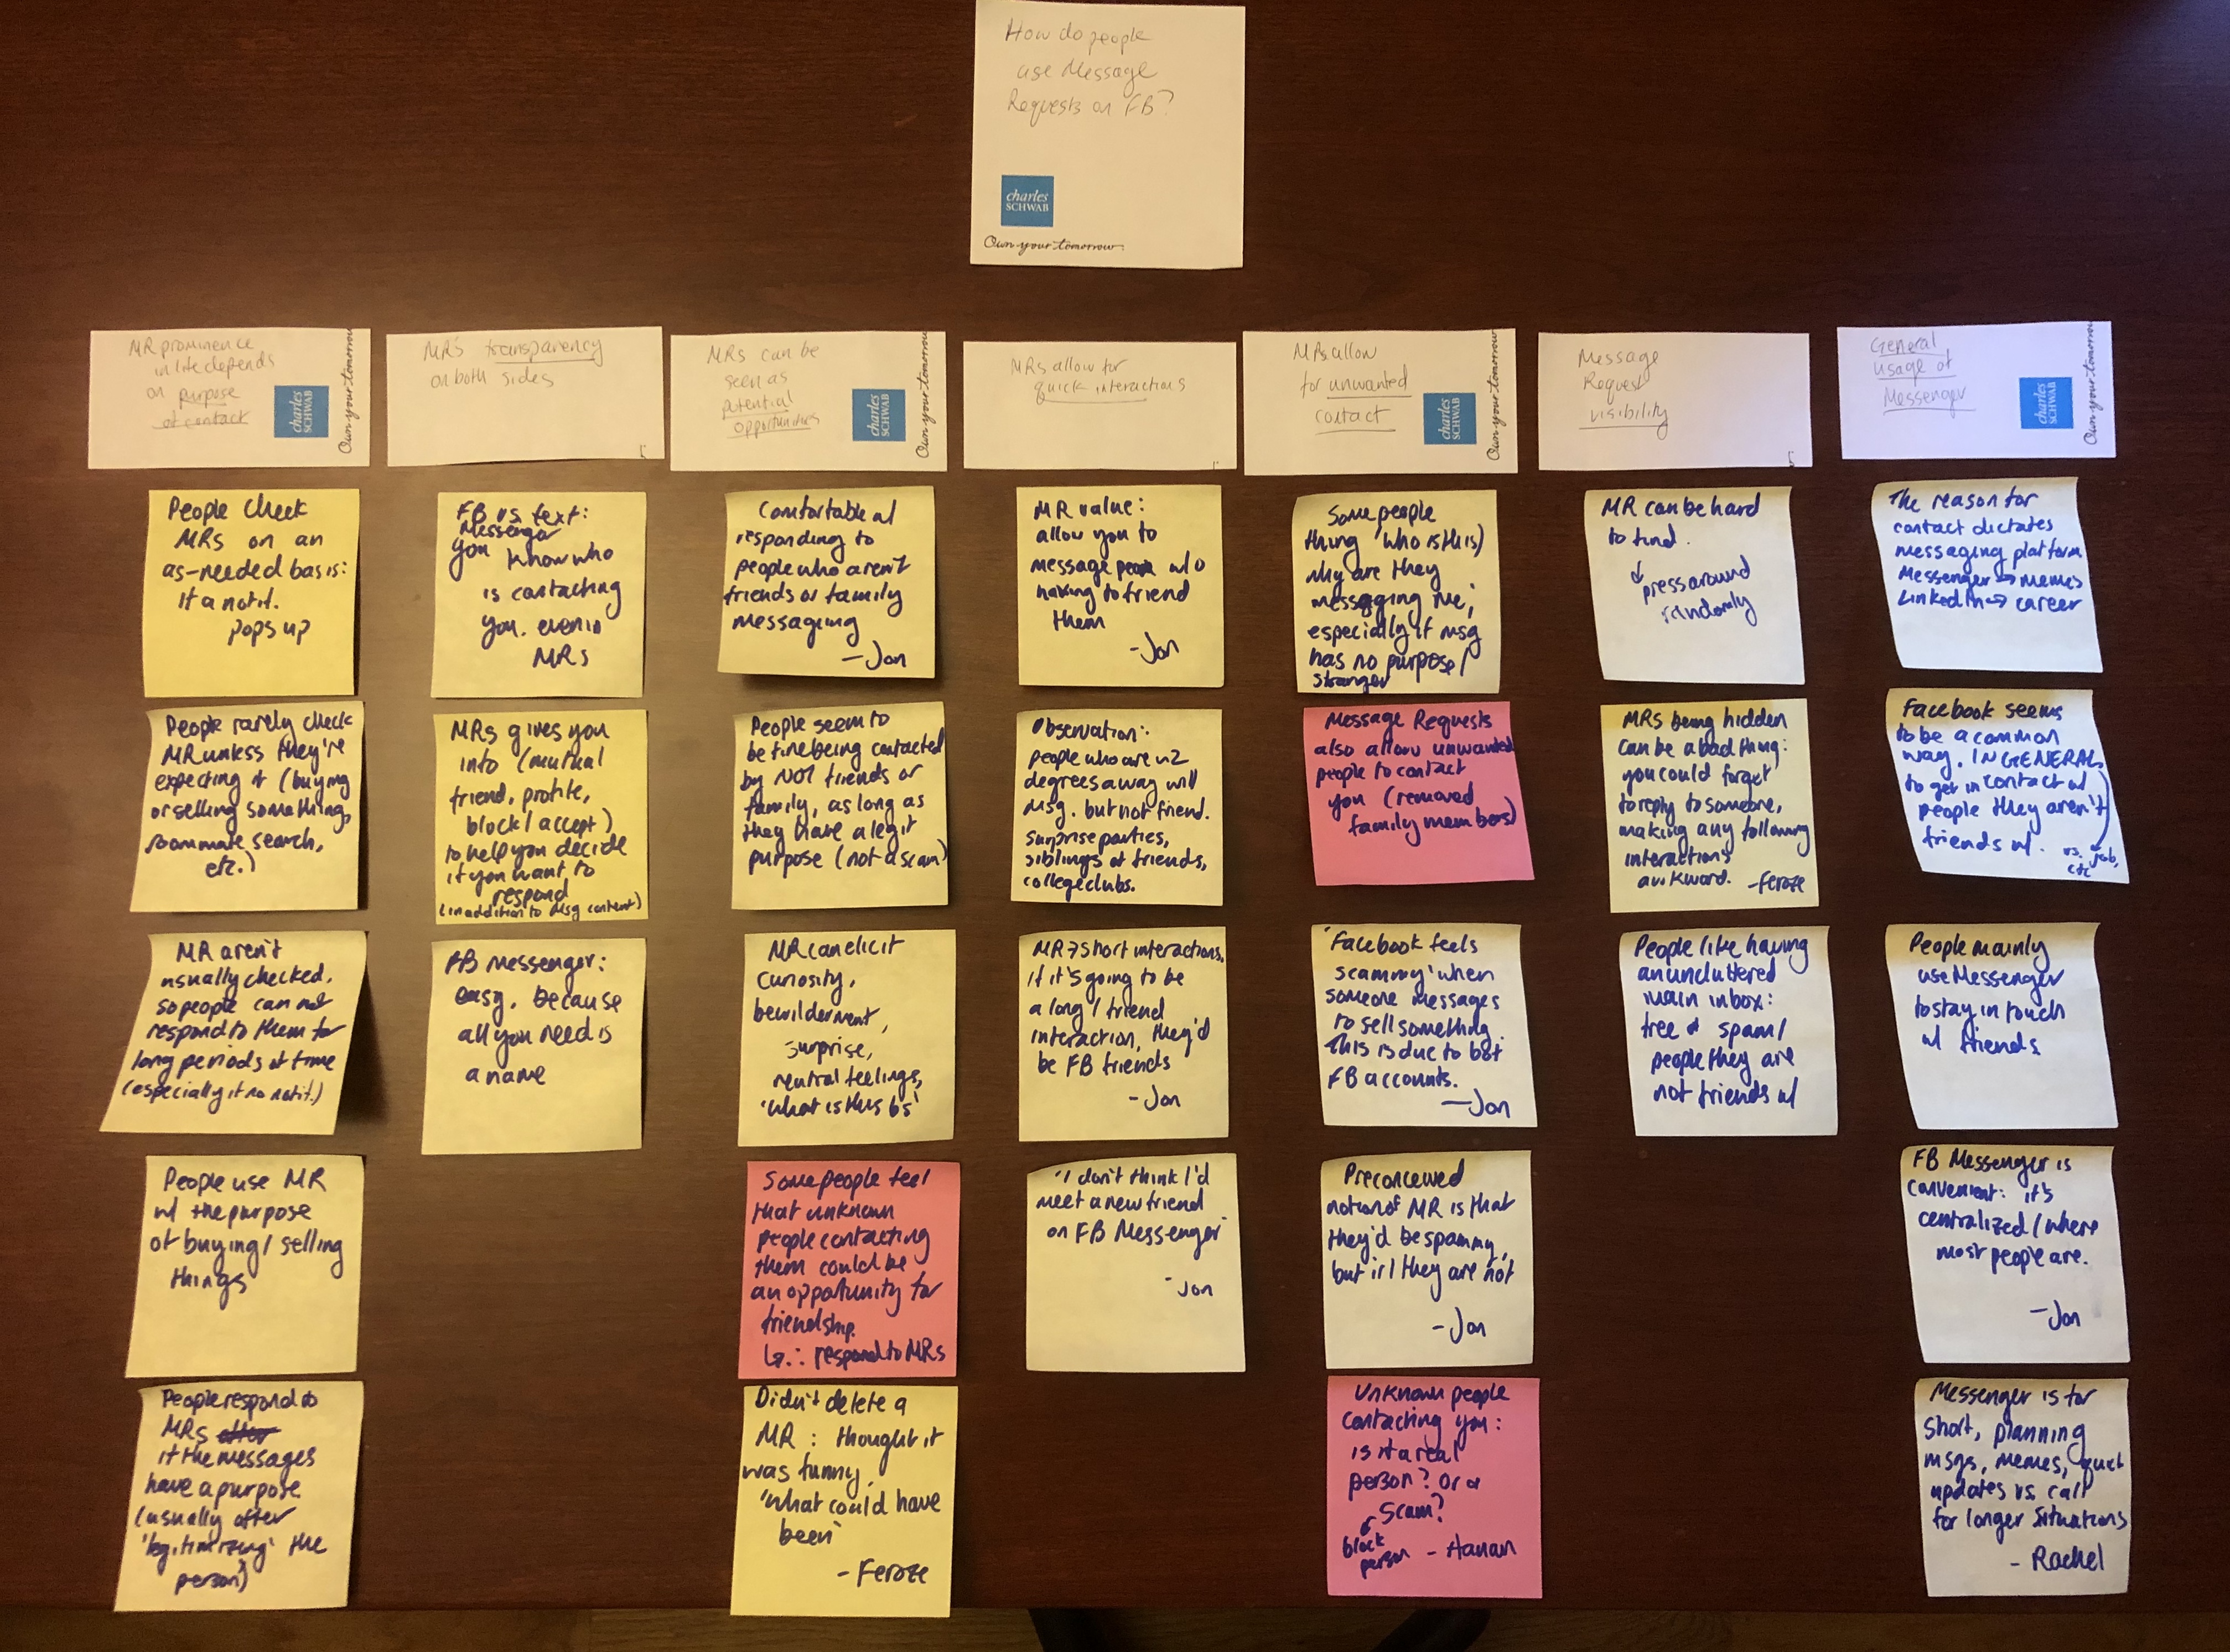 How do people
use Message
Requests on FB?
charles
SCHWAB
Own your tomorrow
MR prominence
in life depends
on purpose
of contact
charles
SCHWAB
Own your tomorrow
MR's transparency
on both sides
MRs can be
seen as
potential
opportunities
charles
SCHWAB
Own your tomorrow
MRs allow for
quick interactions
MRs allow
for unwanted
contact
charles
SCHWAB
Own your tomorrow
Message
Request
visibility
General
usage of
Messenger
charles
SCHWAB
Own your tomorrow
People check
MRs on an
as-needed basis:
if a notif.
pops up
People rarely check
MR unless they're
expecting it (buying
or selling something,
roommate search,
etc.)
MR aren't
usually checked,
so people can not
respond to them for
long periods of time
(especially if no notif.)
People use MR
w/ the purpose
of buying/selling
things
People respond to
MRs after
if the messages
have a purpose
(usually after
'legitimizing' the
person)
FB vs. text:
Messenger
you know who
is contacting
you. even in
MRs
MRs gives you
info (mutual
friend, profile,
block/accept)
to help you decide
if you want to
respond
(in addition to msg content)
FB Messenger:
easy. because
all you need is
a name
Comfortable w/
responding to
people who aren't
friends or family
messaging
- Jon
People seem to
be fine being contacted
by NOT friends or
family, as long as
they have a legit
purpose (not a scam)
MR can elicit
curiosity,
bewilderment,
surprise,
neutral feelings,
'what is this bs'
Some people feel
that unknown
people contacting
them could be
an opportunity for
friendship.
↳ ∴ respond to MRs
Didn't delete a
MR: thought it
was funny.
'what could have
been'
- Feroze
MR value:
allow you to
message w/o
having to friend
them
- Jon
Observation:
people who are ~2
degrees away will
msg. but not friend.
surprise parties,
siblings of friends,
college clubs.
MR → short interactions.
if it's going to be
a long/friend
interaction, they'd
be FB friends
- Jon
"I don't think I'd
meet a new friend
on FB Messenger"
- Jon
Some people
thing 'who is this)
why are they
messaging me,'
especially if msg
has no purpose/
stranger
Message Requests
also allow unwanted
people to contact
you (removed
family members)
'Facebook feels
scammy' when
someone messages
to sell something.
This is due to bot
FB accounts.
- Jon
Preconceived
notion of MR is that
they'd be spammy,
but irl they are not
- Jon
Unknown people
contacting you:
is it a real
person? Or a
scam?
block
person - Hanan
MR can be hard
to find.
↓
press around
randomly
MRs being hidden
can be a bad thing:
you could forget
to reply to someone,
making any following
interactions
awkward. - Feroze
People like having
an uncluttered
main inbox:
free of spam/
people they are
not friends w/
The reason for
contact dictates
messaging platform
Messenger → memes
LinkedIn → career
Facebook seems
to be a common
way, IN GENERAL,
to get in contact w/
people they aren't
friends w/.
vs. job,
etc
People mainly
use Messenger
to stay in touch
w/ friends
FB Messenger is
convenient: it's
centralized/where
most people are.
- Jon
Messenger is for
short, planning
msgs, memes, quick
updates vs. call
for longer situations
- Rachel